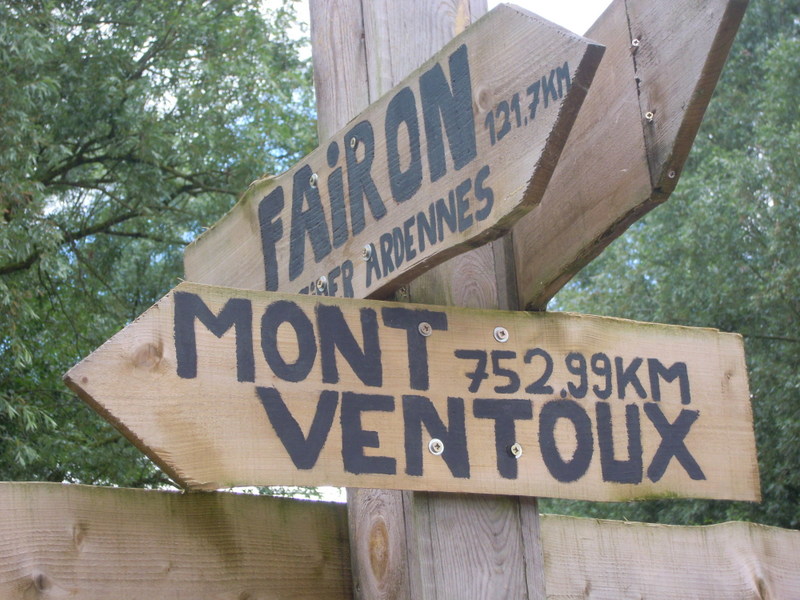 FAIRON 121,7KM
ARDENNES
MONT
752.99KM
VENTOUX